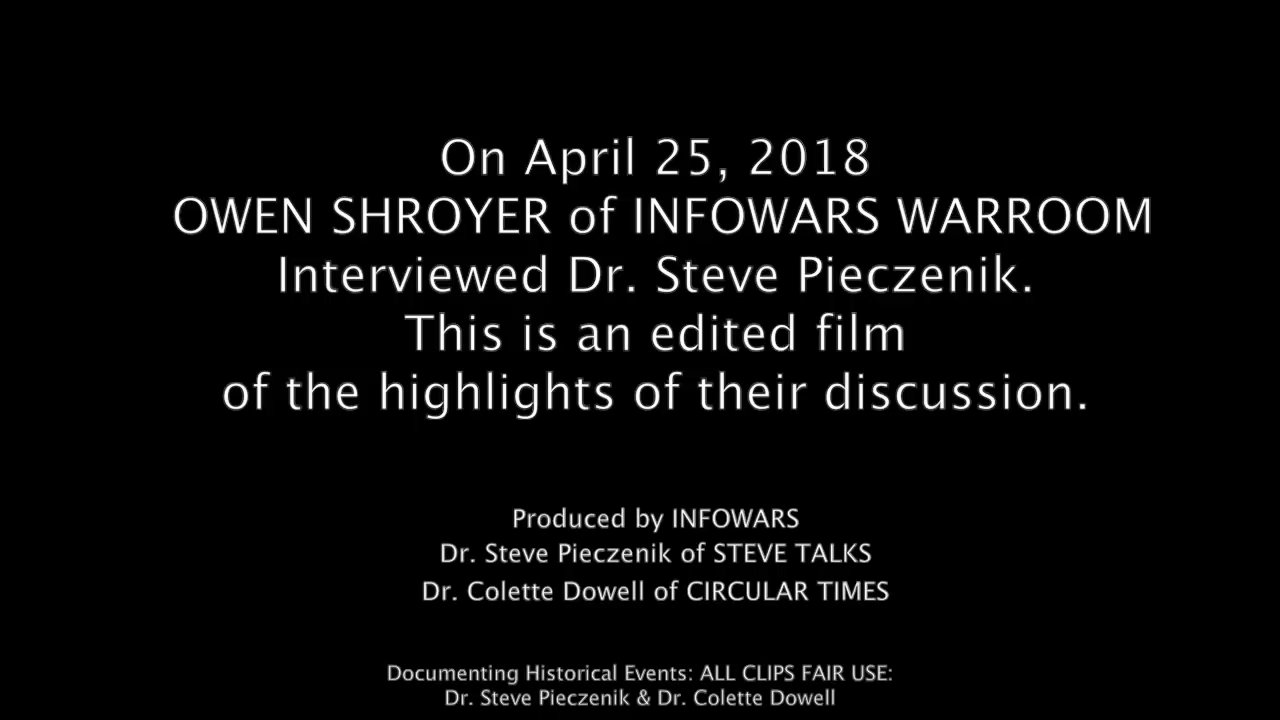 On April 25, 2018
OWEN SHROYER of INFOWARS WARROOM
Interviewed Dr. Steve Pieczenik.
This is an edited film
of the highlights of their discussion.
Produced by INFOWARS
Dr. Steve Pieczenik of STEVE TALKS
Dr. Colette Dowell of CIRCULAR TIMES
Documenting Historical Events: ALL CLIPS FAIR USE:
Dr. Steve Pieczenik & Dr. Colette Dowell